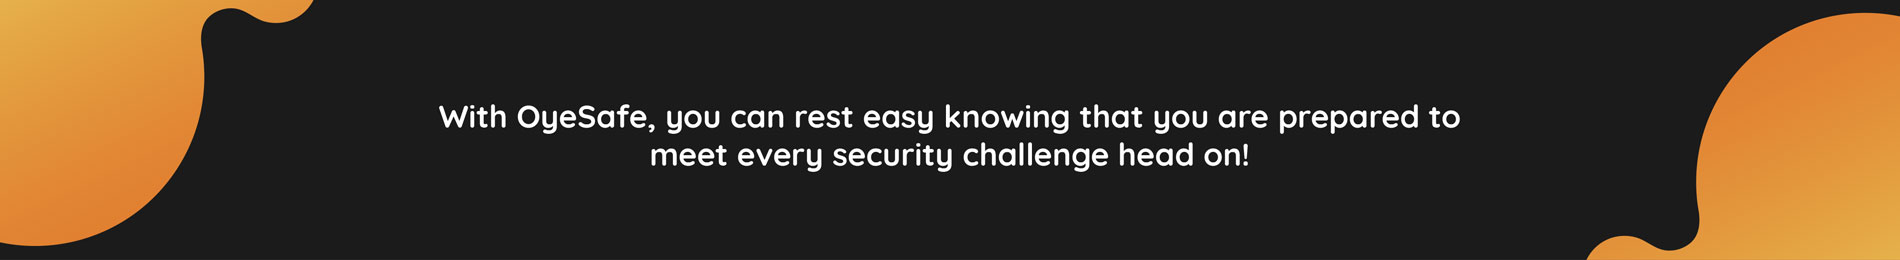 With OyeSafe, you can rest easy knowing that you are prepared to
meet every security challenge head on!